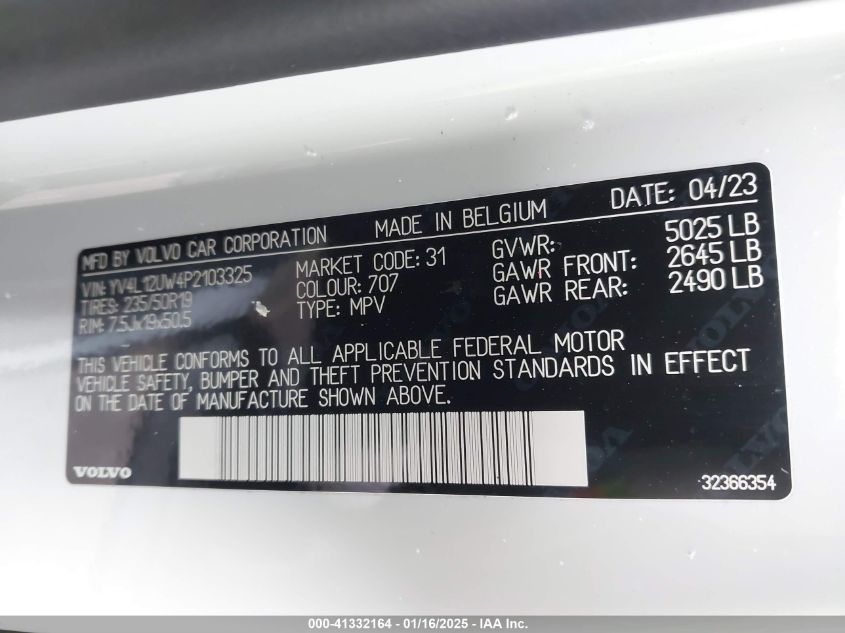 MFD BY VOLVO CAR CORPORATION MADE IN BELGIUM DATE: 04/23
VIN: YV4L12UW4P2103325 MARKET CODE: 31 GVWR: 5025 LB
TIRES: 235/50R19 COLOUR: 707 GAWR FRONT: 2645 LB
RIM: 7.5Jx19x50.5 TYPE: MPV GAWR REAR: 2490 LB
THIS VEHICLE CONFORMS TO ALL APPLICABLE FEDERAL MOTOR
VEHICLE SAFETY, BUMPER AND THEFT PREVENTION STANDARDS IN EFFECT
ON THE DATE OF MANUFACTURE SHOWN ABOVE.
VOLVO 32366354
000-41332164 - 01/16/2025 - IAA Inc.